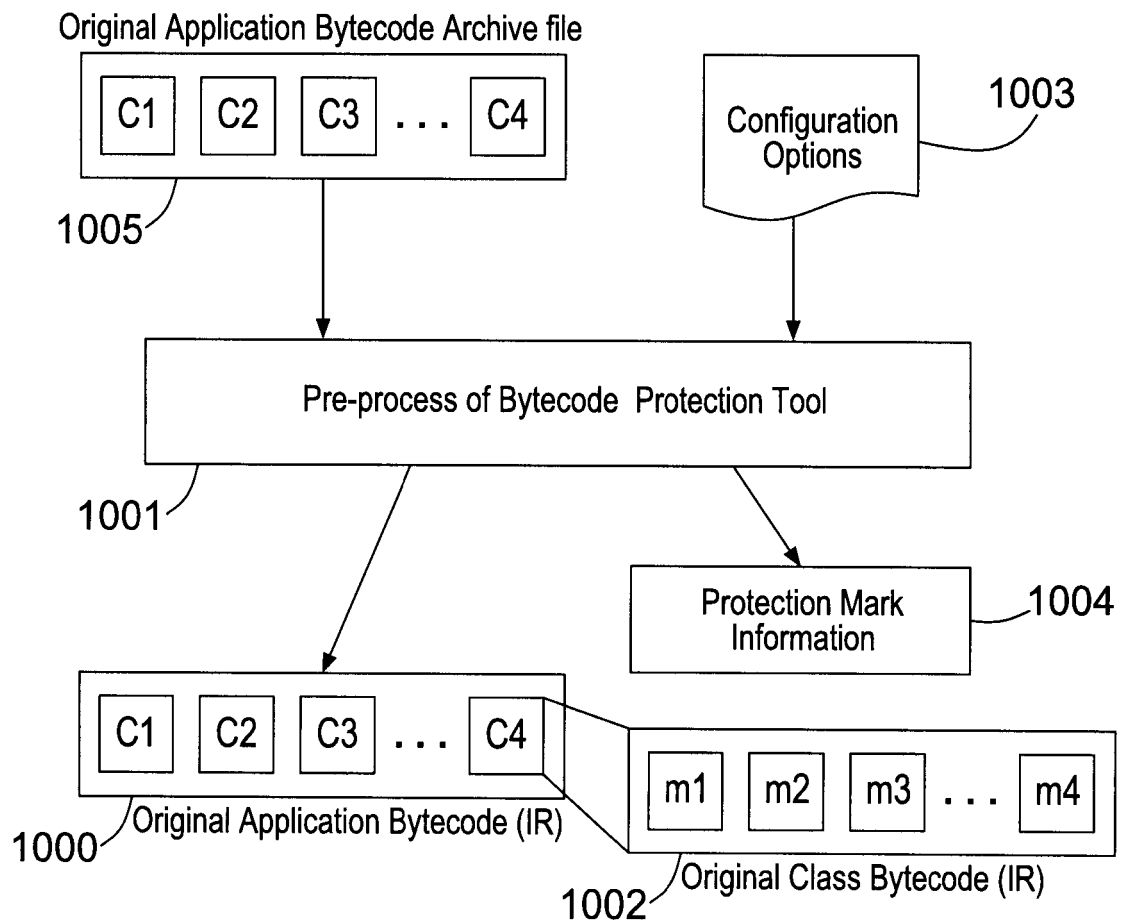 Original Application Bytecode Archive file
C1 C2 C3 ... C4
1005
Configuration
Options
1003
Pre-process of Bytecode Protection Tool
1001
Protection Mark
Information
1004
C1 C2 C3 ... C4
Original Application Bytecode (IR)
1000
m1 m2 m3 ... m4
Original Class Bytecode (IR)
1002